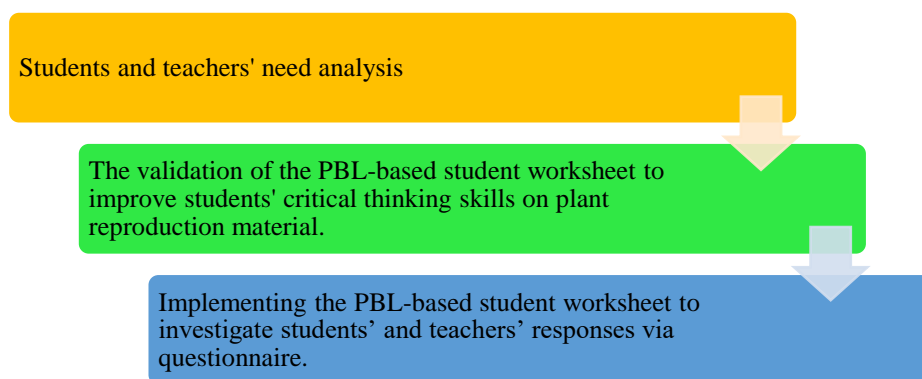 Students and teachers' need analysis
The validation of the PBL-based student worksheet to
improve students' critical thinking skills on plant
reproduction material.
Implementing the PBL-based student worksheet to
investigate students’ and teachers’ responses via
questionnaire.